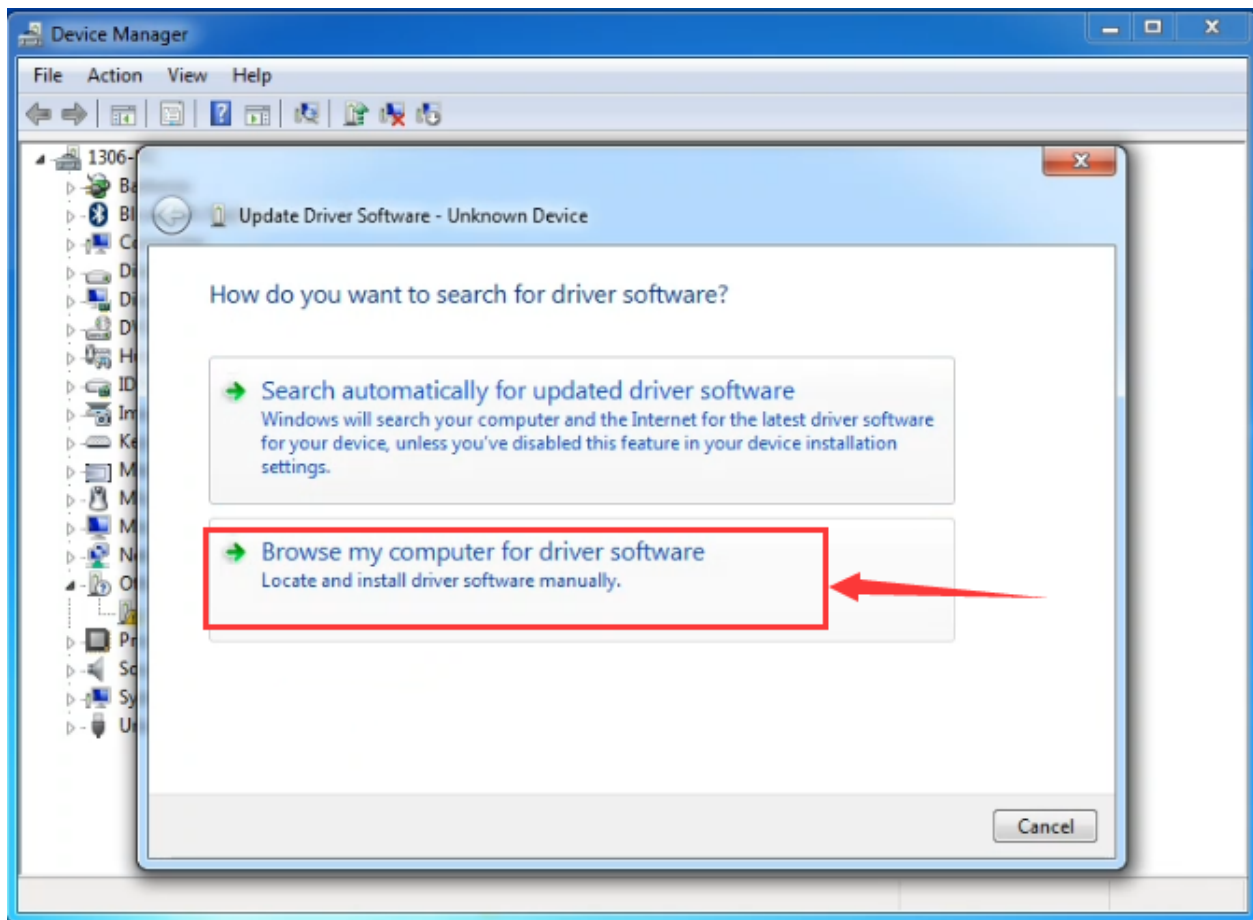 Device Manager
File Action View Help
1306-
Update Driver Software - Unknown Device
How do you want to search for driver software?
Search automatically for updated driver software
Windows will search your computer and the Internet for the latest driver software
for your device, unless you've disabled this feature in your device installation
settings.
Browse my computer for driver software
Locate and install driver software manually.
Cancel